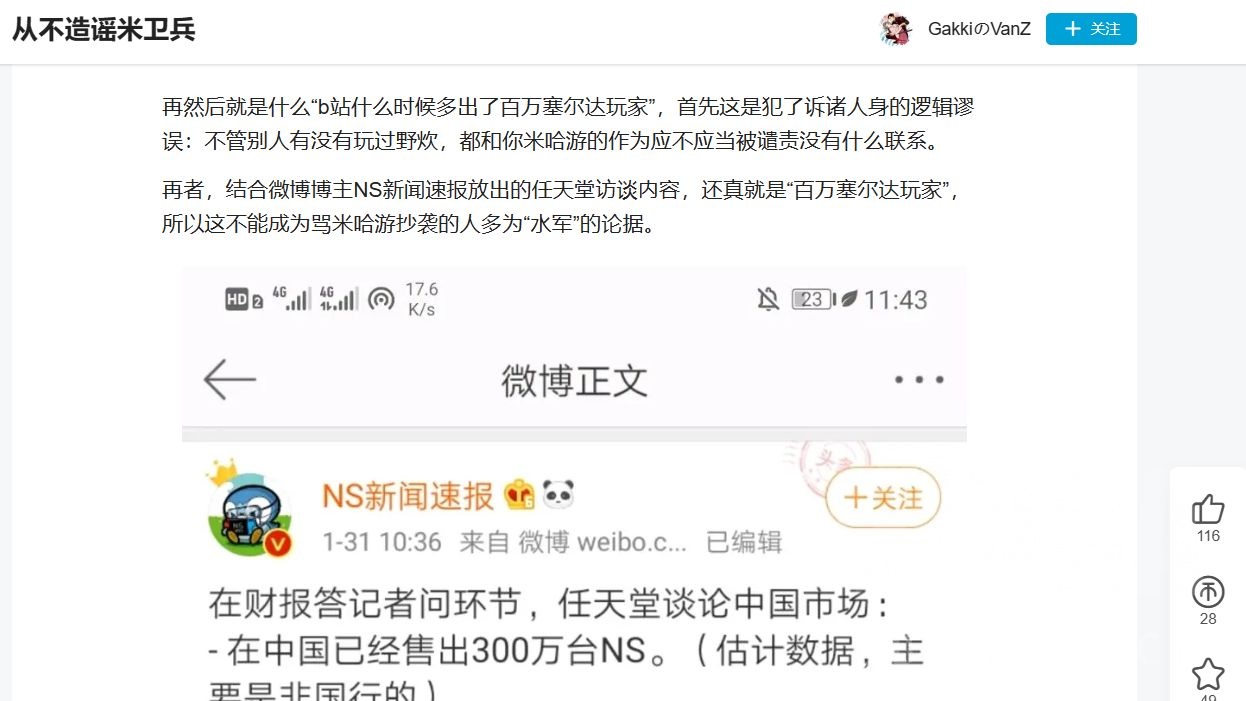 从不造谣米卫兵
GakkiのVanZ
关注
再然后就是什么“b站什么时候多出了百万塞尔达玩家”，首先这是犯了诉诸人身的逻辑谬
误：不管别人有没有玩过野炊，都和你米哈游的作为应不应当被谴责没有什么联系。
再者，结合微博博主NS新闻速报放出的任天堂访谈内容，还真就是“百万塞尔达玩家”，
所以这不能成为骂米哈游抄袭的人多为“水军”的论据。
HD 2 4G 4G 17.6 K/s 23 11:43
微博正文
头条
NS新闻速报
+关注
1-31 10:36 来自 微博 weibo.c... 已编辑
在财报答记者问环节，任天堂谈论中国市场：
- 在中国已经售出300万台NS。（估计数据，主
要是非国行的）
116
28
49